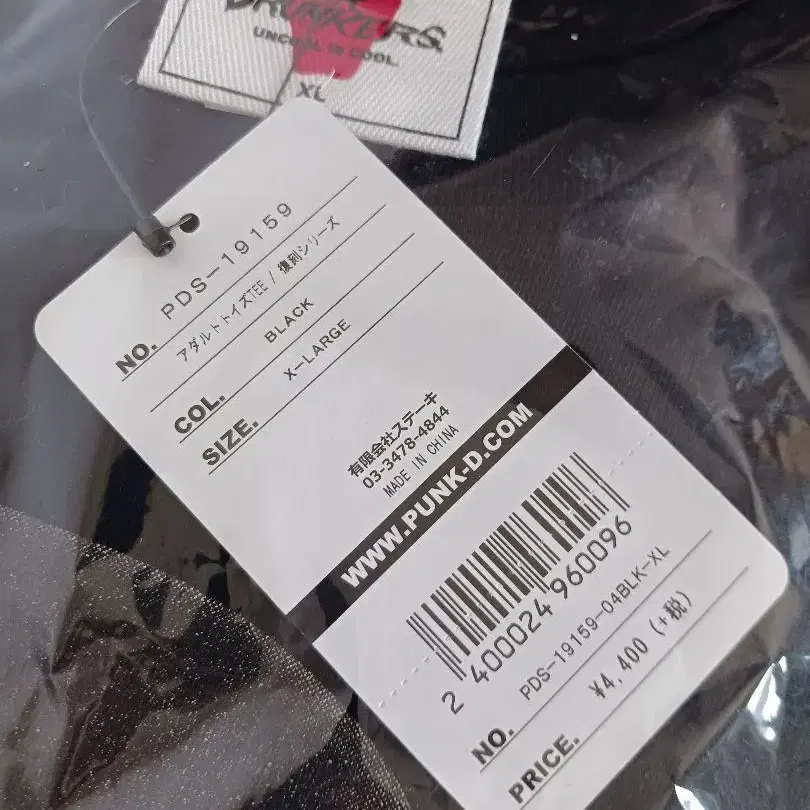 DRUNKERS
UNCOOL IS COOL.
XL
NO. PDS-19159
アダルトトイズTEE / 復刻シリーズ
COL. BLACK
SIZE. X-LARGE
有限会社ステーキ
03-3478-4844
MADE IN CHINA
WWW.PUNK-D.COM
2 400024 960096
NO. PDS-19159-04BLK-XL
PRICE. ¥4,400 (+税)